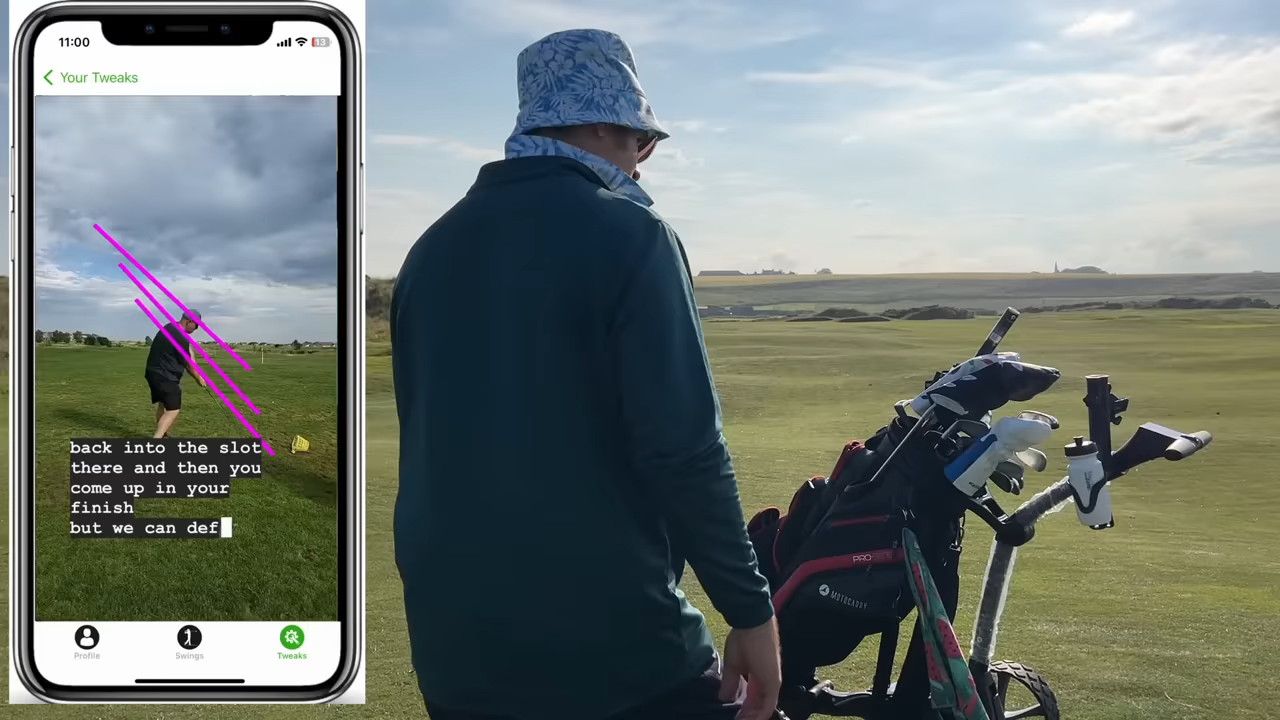 11:00
13
Your Tweaks
back into the slot
there and then you
come up in your
finish
but we can def
Profile
Swings
Tweaks
MOTOCADDY